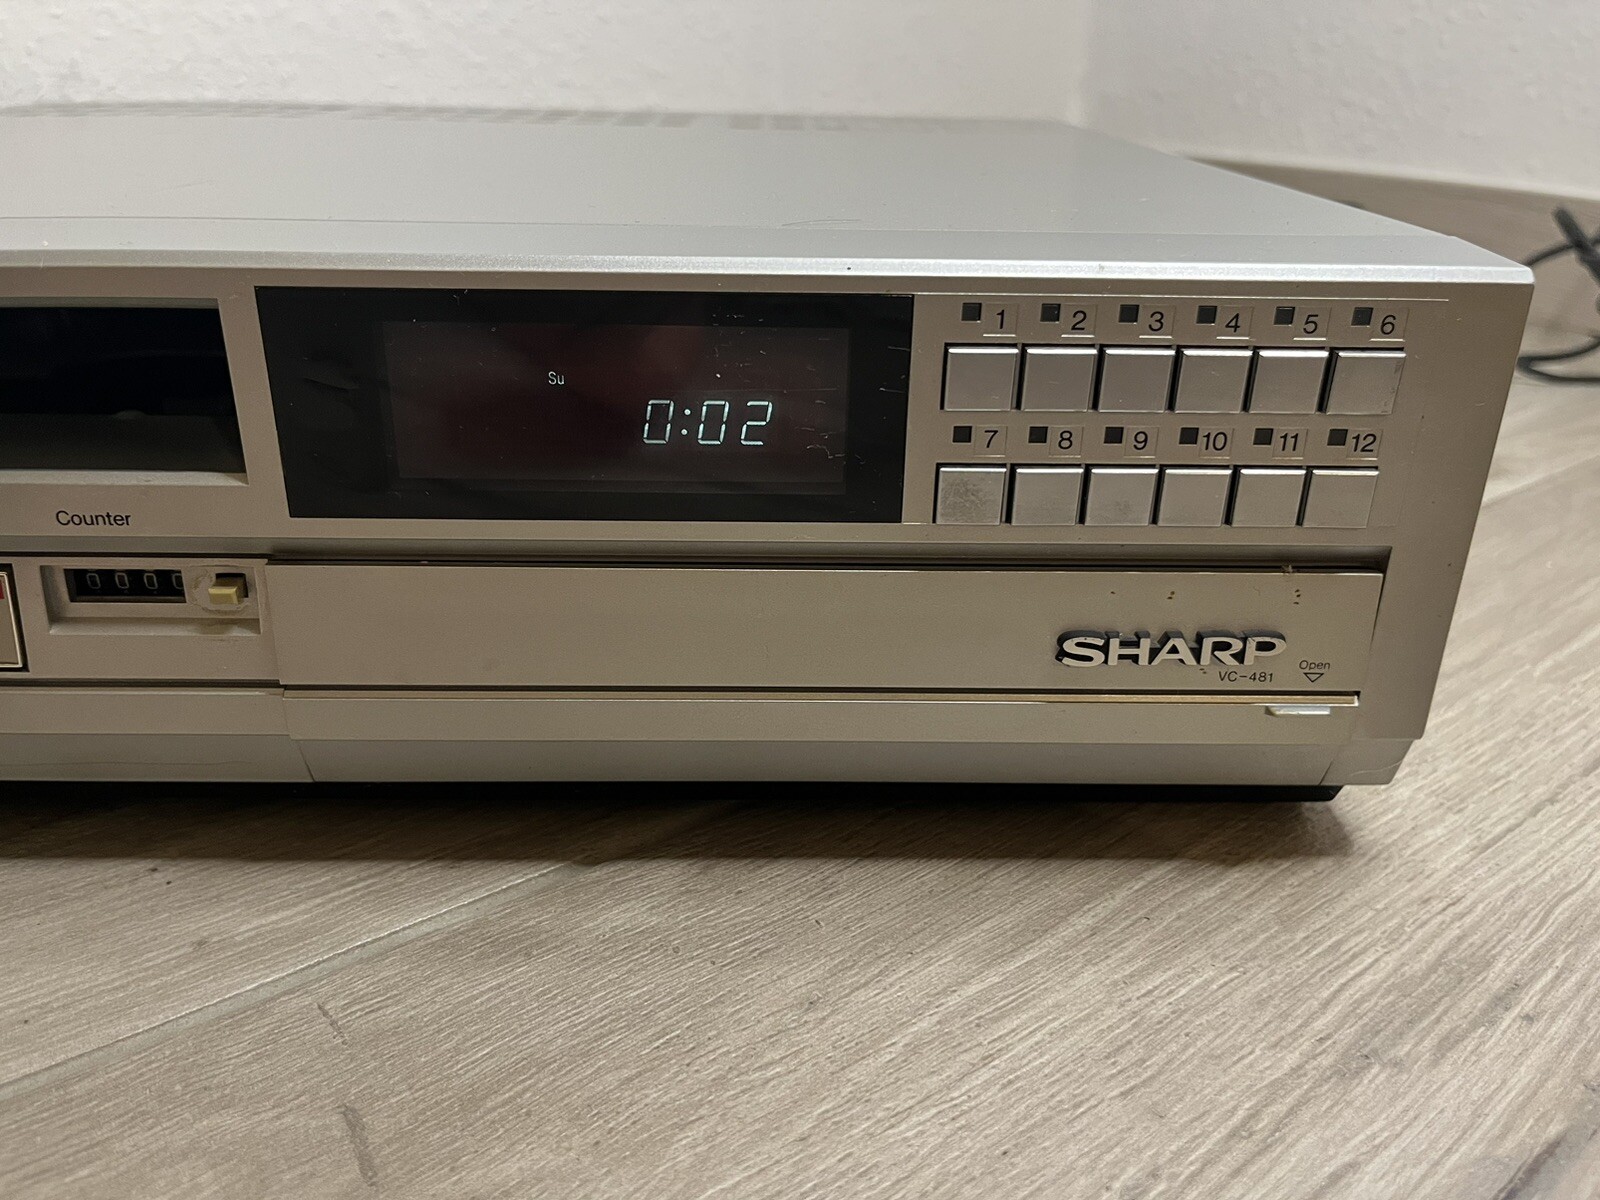 1 2 3 4 5 6
Su
0:02
7 8 9 10 11 12
Counter
0000
SHARP
VC-481
Open